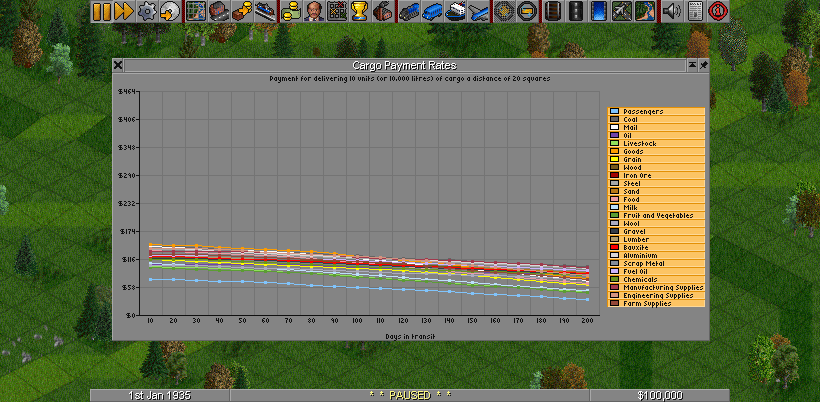 Cargo Payment Rates
Payment for delivering 10 units (or 10,000 litres) of cargo a distance of 20 squares
$464
$406
$348
$290
$232
$174
$116
$58
$0
10 20 30 40 50 60 70 80 90 100 110 120 130 140 150 160 170 180 190 200
Days in transit
Passengers
Coal
Mail
Oil
Livestock
Goods
Grain
Wood
Iron Ore
Steel
Sand
Food
Milk
Fruit and Vegetables
Wool
Gravel
Lumber
Bauxite
Aluminium
Scrap Metal
Fuel Oil
Chemicals
Manufacturing Supplies
Engineering Supplies
Farm Supplies
1st Jan 1935
* * PAUSED * *
$100,000